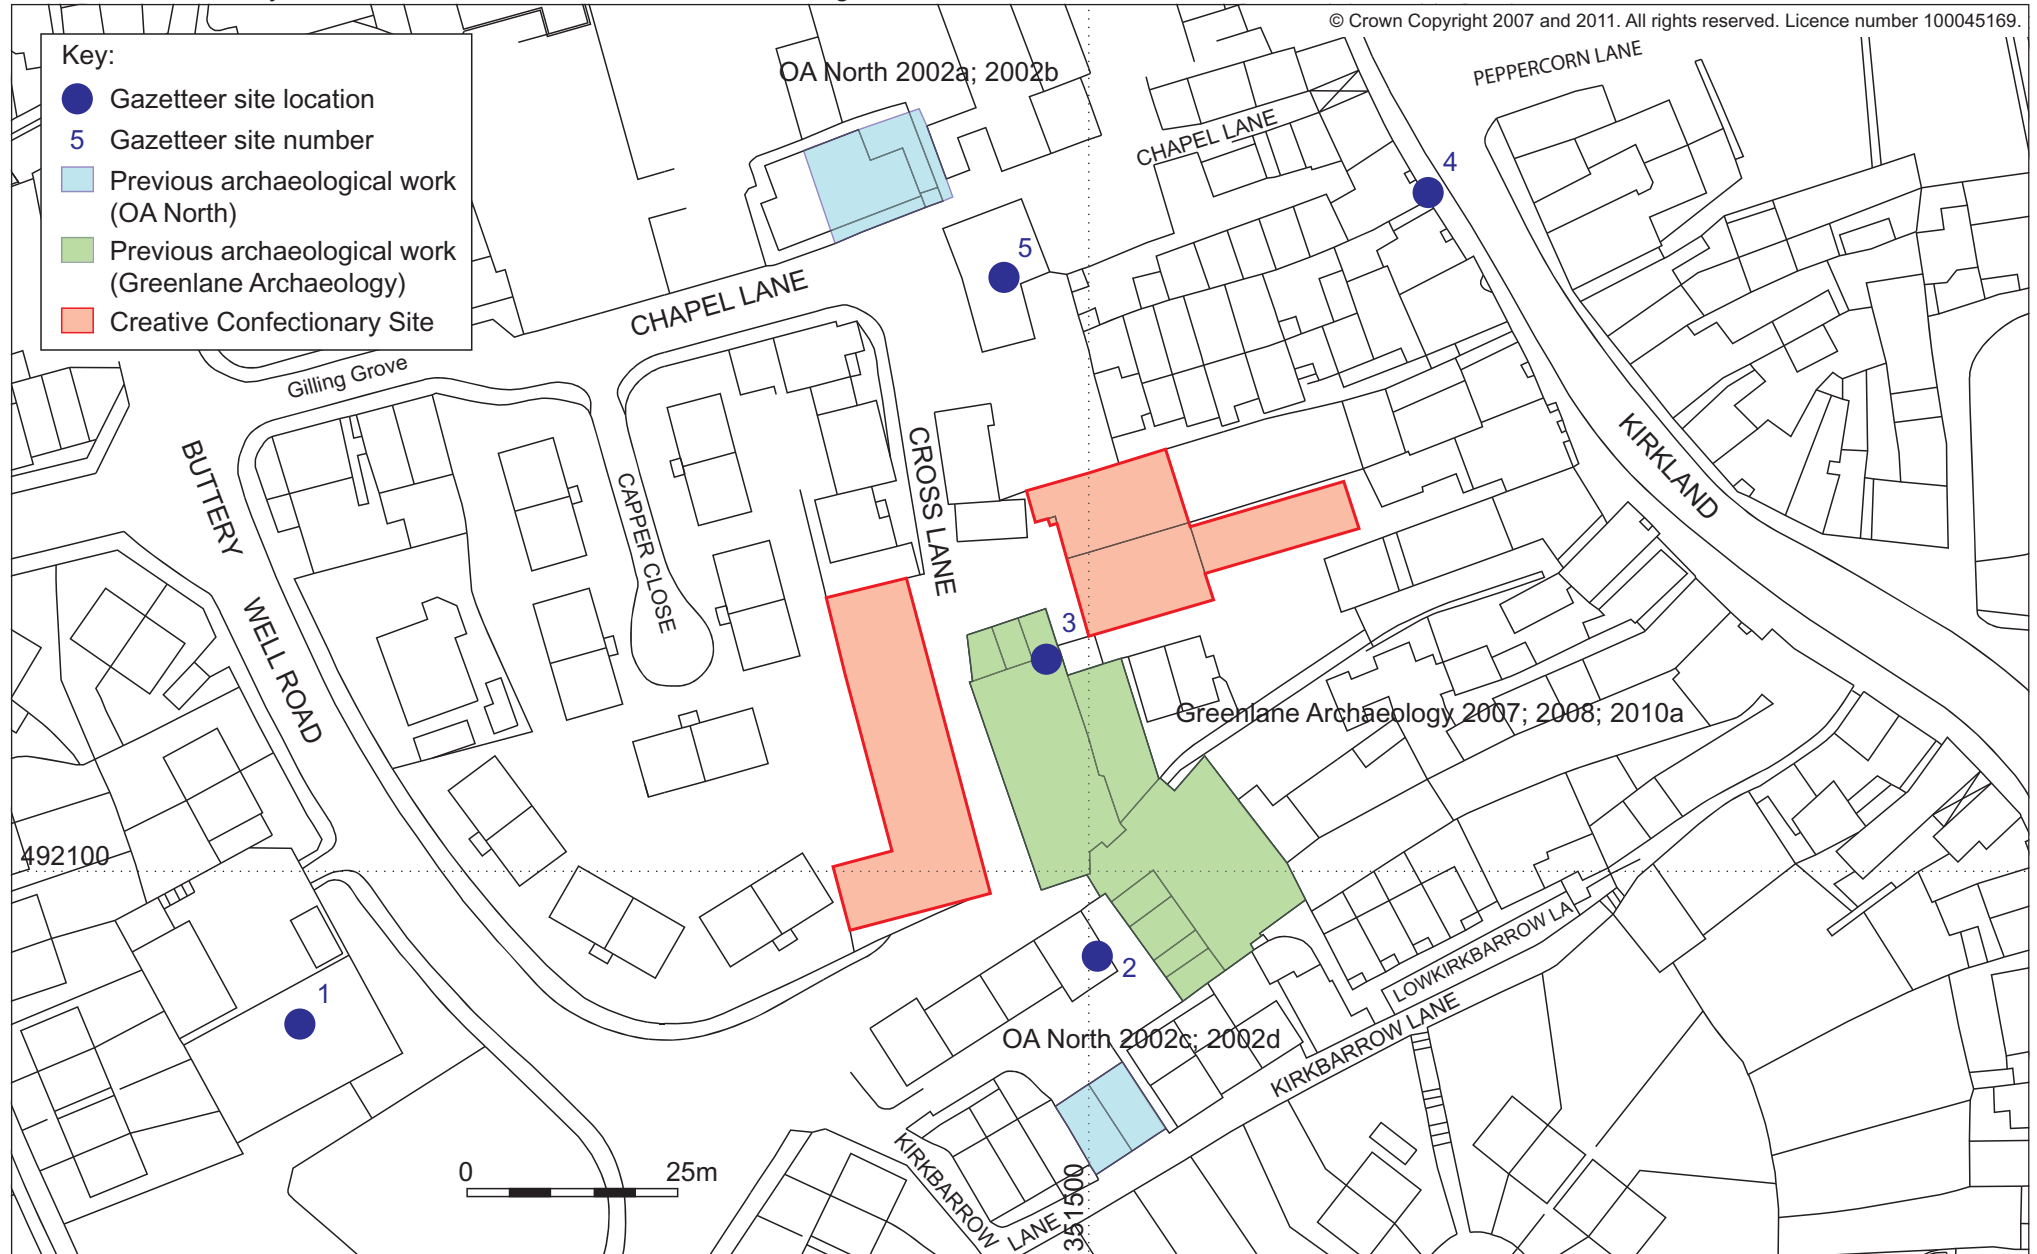 © Crown Copyright 2007 and 2011. All rights reserved. Licence number 100045169.
Key:
Gazetteer site location
5 Gazetteer site number
Previous archaeological work
(OA North)
Previous archaeological work
(Greenlane Archaeology)
Creative Confectionary Site
OA North 2002a; 2002b
PEPPERCORN LANE
CHAPEL LANE
4
5
CHAPEL LANE
Gilling Grove
BUTTERY
WELL ROAD
CAPPER CLOSE
CROSS LANE
KIRKLAND
3
Greenlane Archaeology 2007; 2008; 2010a
492100
2
1
LOWKIRKBARROW LA
OA North 2002c; 2002d
KIRKBARROW LANE
KIRKBARROW
LANE
351500
0 25m